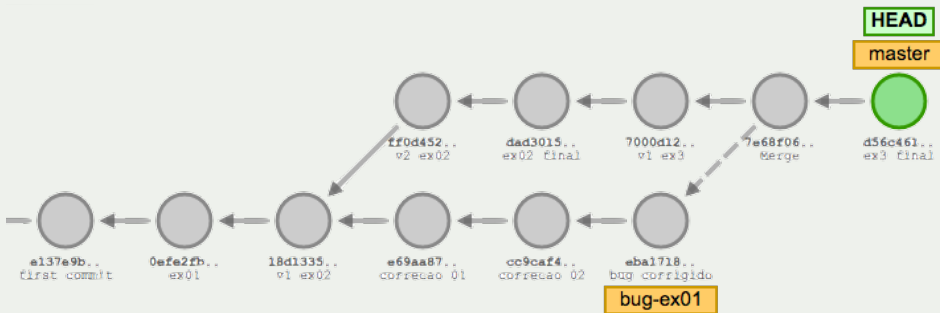 HEAD
master
ff0d452..
v2 ex02
dad3015..
ex02 final
7000d12..
v1 ex3
7e68f06..
Merge
d56c461..
ex3 final
e137e9b..
first commit
0efe2fb..
ex01
18d1335..
v1 ex02
e69aa87..
correcao 01
cc9caf4..
correcao 02
eba1718..
bug corrigido
bug-ex01